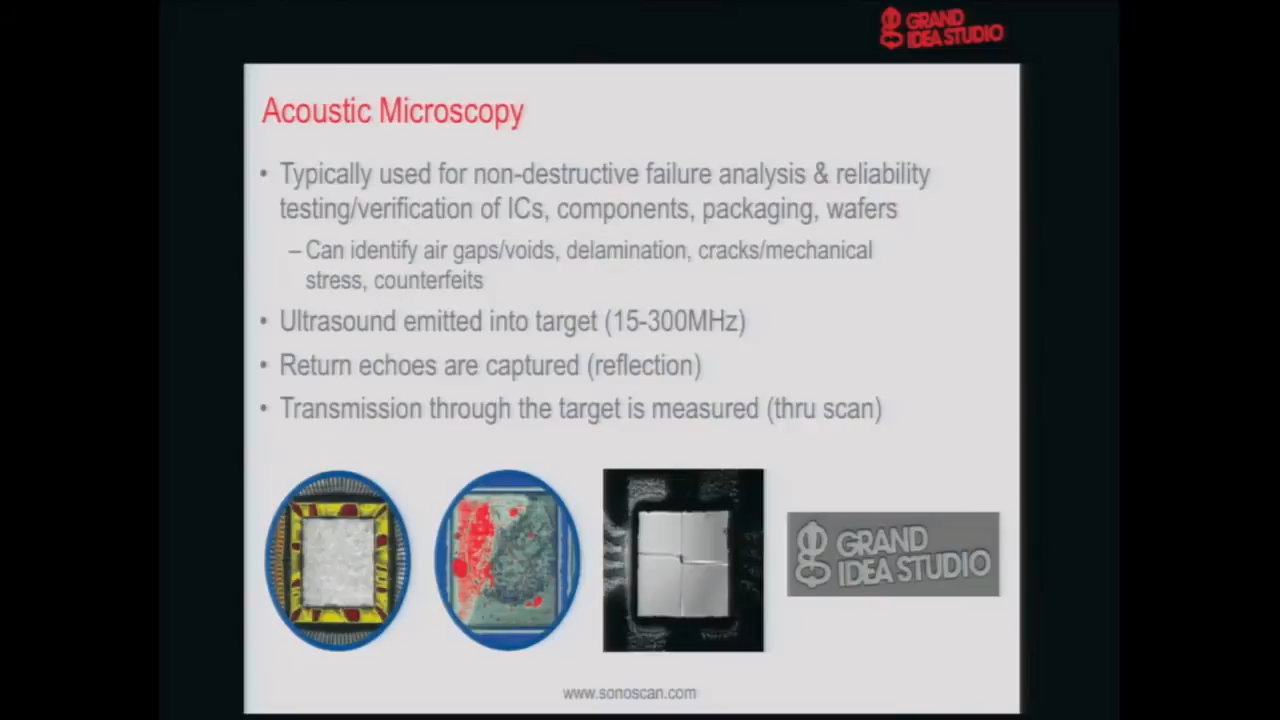 GRAND
IDEA STUDIO
Acoustic Microscopy
• Typically used for non-destructive failure analysis & reliability
testing/verification of ICs, components, packaging, wafers
– Can identify air gaps/voids, delamination, cracks/mechanical
stress, counterfeits
• Ultrasound emitted into target (15-300MHz)
• Return echoes are captured (reflection)
• Transmission through the target is measured (thru scan)
GRAND
IDEA STUDIO
www.sonoscan.com